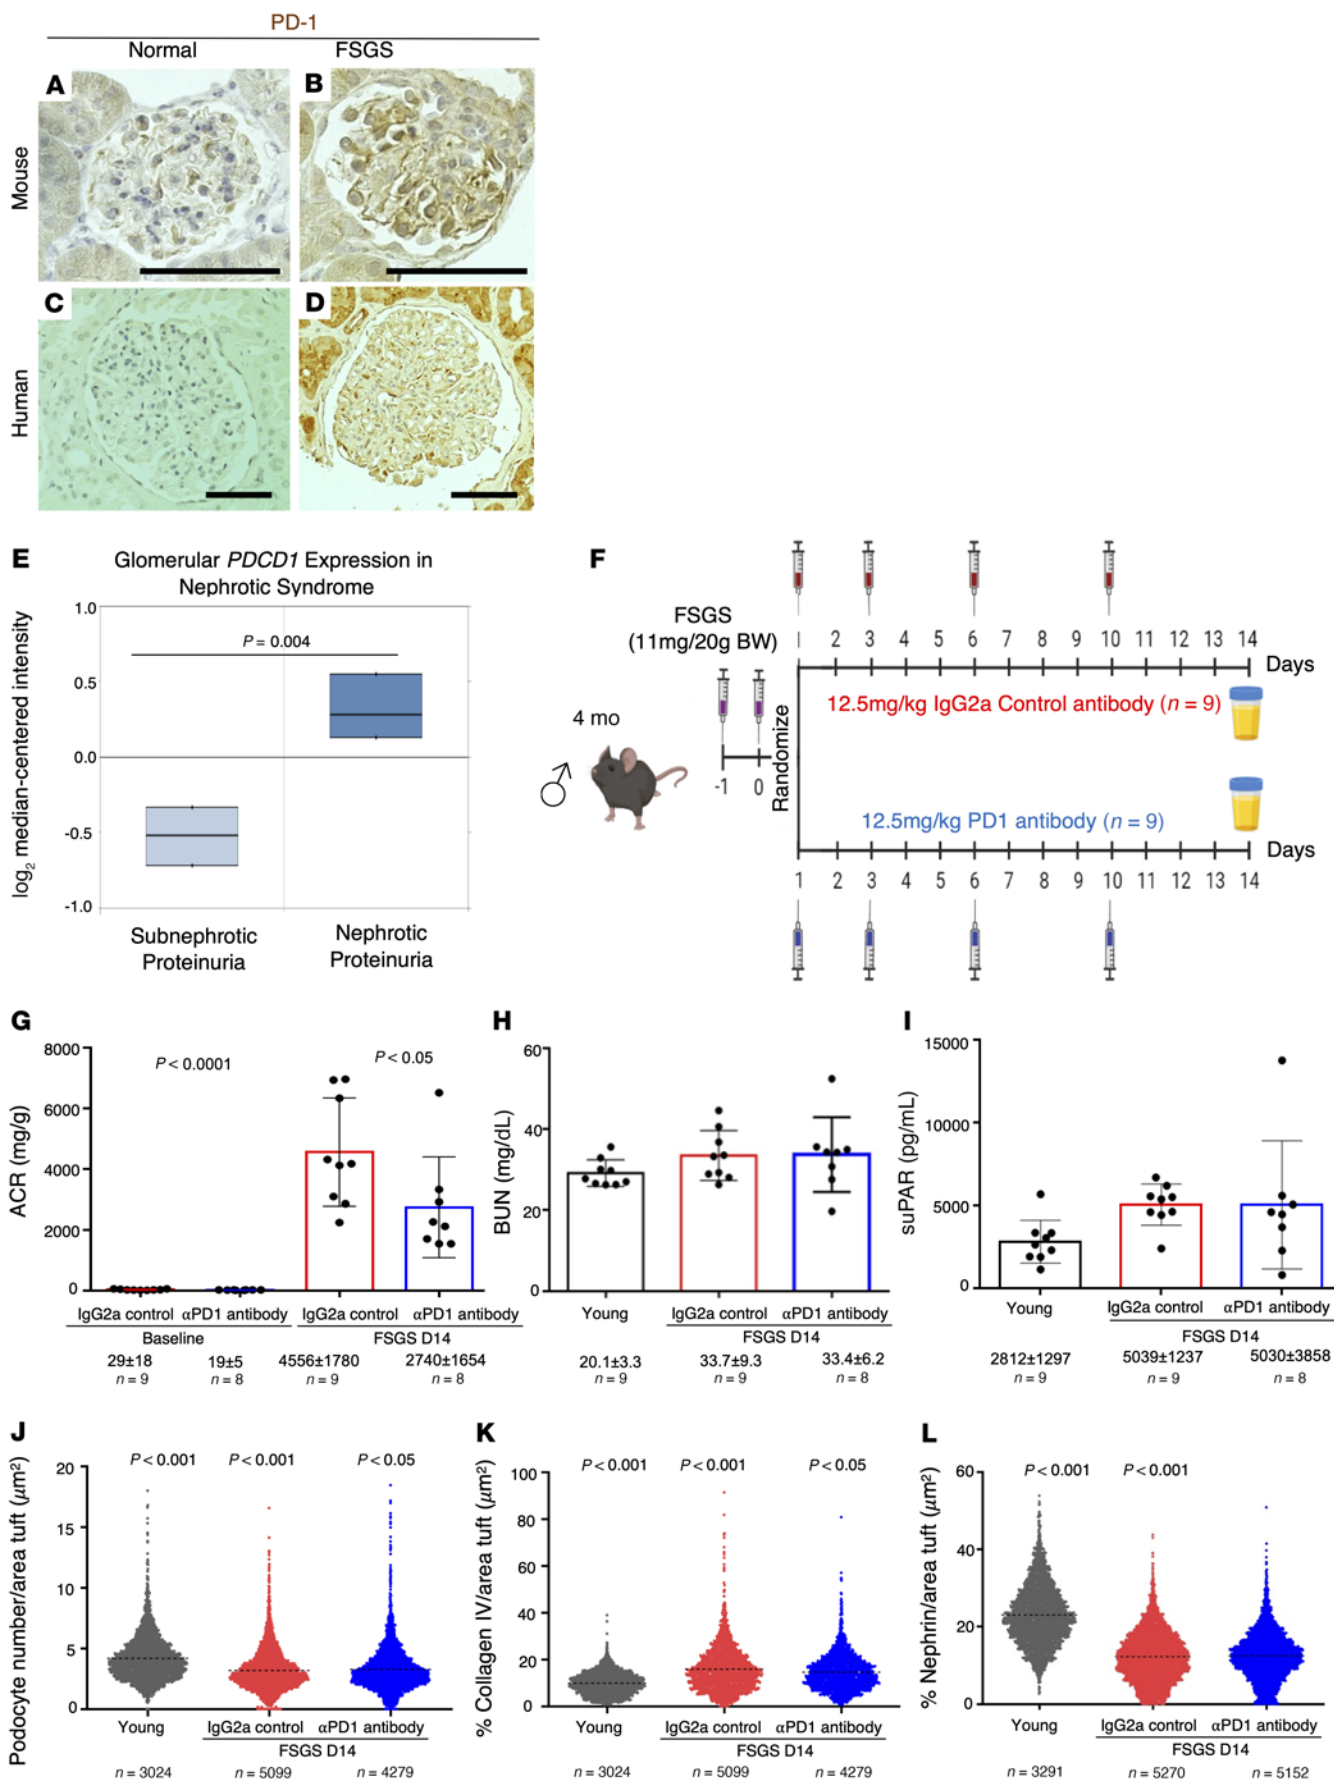 PD-1
Normal
FSGS
A
B
Mouse
C
D
Human
E
Glomerular PDCD1 Expression in
Nephrotic Syndrome
log2 median-centered intensity
1.0
P = 0.004
0.5
0.0
-0.5
-1.0
Subnephrotic
Proteinuria
Nephrotic
Proteinuria
F
FSGS
(11mg/20g BW)
4 mo
-1
0
Randomize
1 2 3 4 5 6 7 8 9 10 11 12 13 14
Days
12.5mg/kg IgG2a Control antibody (n = 9)
12.5mg/kg PD1 antibody (n = 9)
Days
1 2 3 4 5 6 7 8 9 10 11 12 13 14
G
ACR (mg/g)
8000
6000
4000
2000
0
P < 0.0001
P < 0.05
IgG2a control αPD1 antibody
Baseline
IgG2a control αPD1 antibody
FSGS D14
29±18 19±5 4556±1780 2740±1654
n = 9 n = 8 n = 9 n = 8
H
BUN (mg/dL)
60
40
20
0
Young
IgG2a control αPD1 antibody
FSGS D14
20.1±3.3 33.7±9.3 33.4±6.2
n = 9 n = 9 n = 8
I
suPAR (pg/mL)
15000
10000
5000
0
Young
IgG2a control αPD1 antibody
FSGS D14
2812±1297 5039±1237 5030±3858
n = 9 n = 9 n = 8
J
Podocyte number/area tuft (μm²)
20
15
10
5
0
P < 0.001 P < 0.001 P < 0.05
Young
IgG2a control αPD1 antibody
FSGS D14
n = 3024 n = 5099 n = 4279
K
% Collagen IV/area tuft (μm²)
100
80
60
40
20
0
P < 0.001 P < 0.001 P < 0.05
Young
IgG2a control αPD1 antibody
FSGS D14
n = 3024 n = 5099 n = 4279
L
% Nephrin/area tuft (μm²)
60
40
20
0
P < 0.001 P < 0.001
Young
IgG2a control αPD1 antibody
FSGS D14
n = 3291 n = 5270 n = 5152